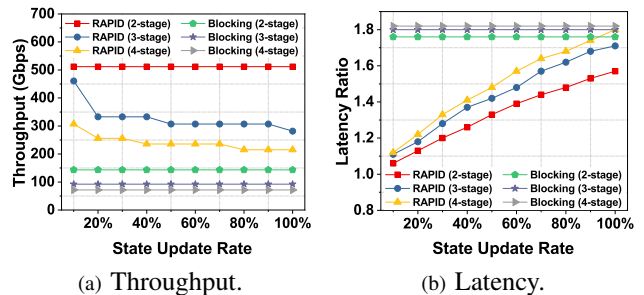 700
600
500
400
300
200
100
0
Throughput (Gbps)
RAPID (2-stage)
RAPID (3-stage)
RAPID (4-stage)
Blocking (2-stage)
Blocking (3-stage)
Blocking (4-stage)
20% 40% 60% 80% 100%
State Update Rate
(a) Throughput.
1.8
1.6
1.4
1.2
1.0
0.8
Latency Ratio
RAPID (2-stage)
RAPID (3-stage)
RAPID (4-stage)
Blocking (2-stage)
Blocking (3-stage)
Blocking (4-stage)
20% 40% 60% 80% 100%
State Update Rate
(b) Latency.